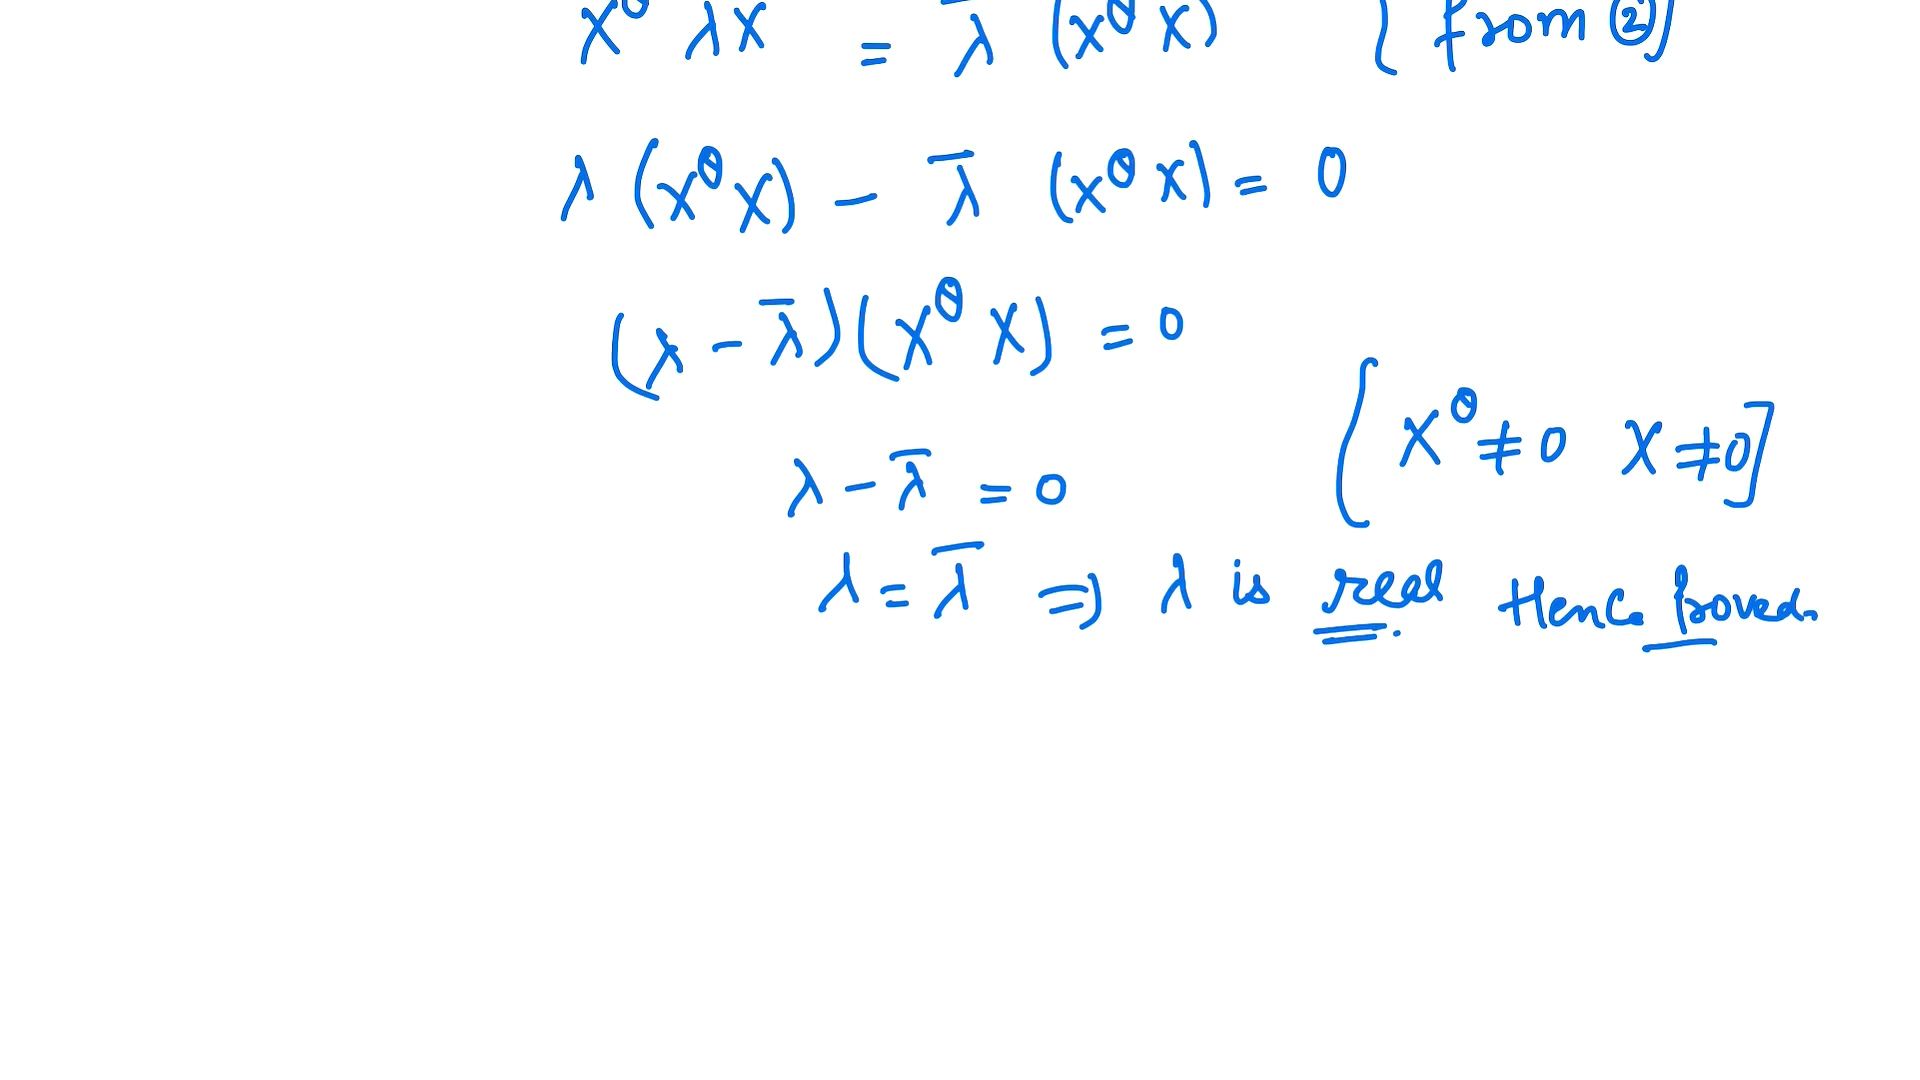 X^θ λX = λ̄ (X^θ X) [from ②]
λ (X^θ X) − λ̄ (X^θ X) = 0
(λ − λ̄)(X^θ X) = 0
[X^θ ≠ 0 X ≠ 0]
λ − λ̄ = 0
λ = λ̄ ⇒ λ is real. Hence proved.